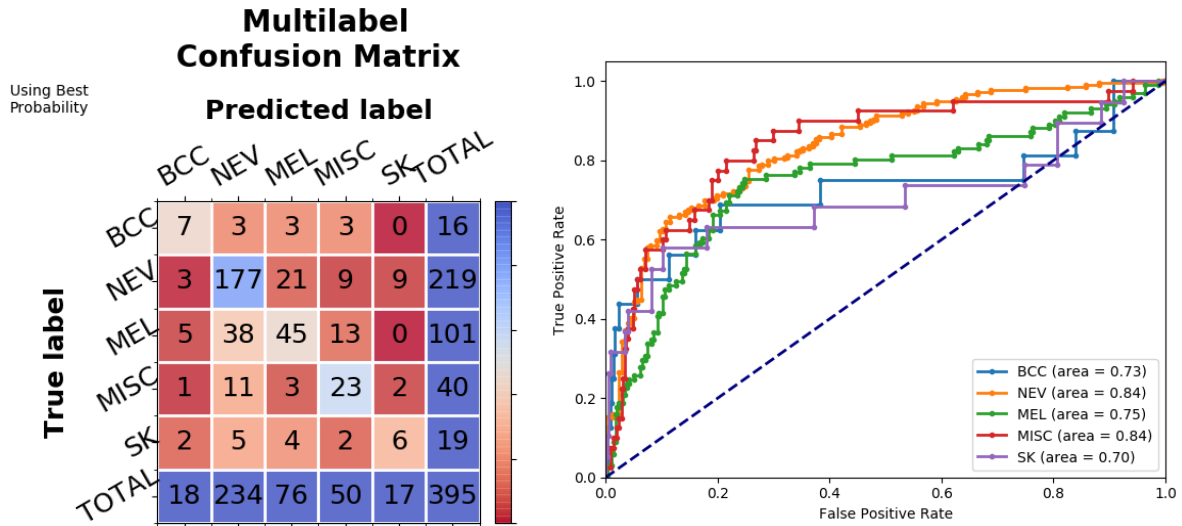 Multilabel
Confusion Matrix
Using Best
Probability
Predicted label
BCC NEV MEL MISC SK TOTAL
True label
BCC 7 3 3 3 0 16
NEV 3 177 21 9 9 219
MEL 5 38 45 13 0 101
MISC 1 11 3 23 2 40
SK 2 5 4 2 6 19
TOTAL 18 234 76 50 17 395
True Positive Rate
1.0
0.8
0.6
0.4
0.2
0.0
BCC (area = 0.73)
NEV (area = 0.84)
MEL (area = 0.75)
MISC (area = 0.84)
SK (area = 0.70)
0.0 0.2 0.4 0.6 0.8 1.0
False Positive Rate